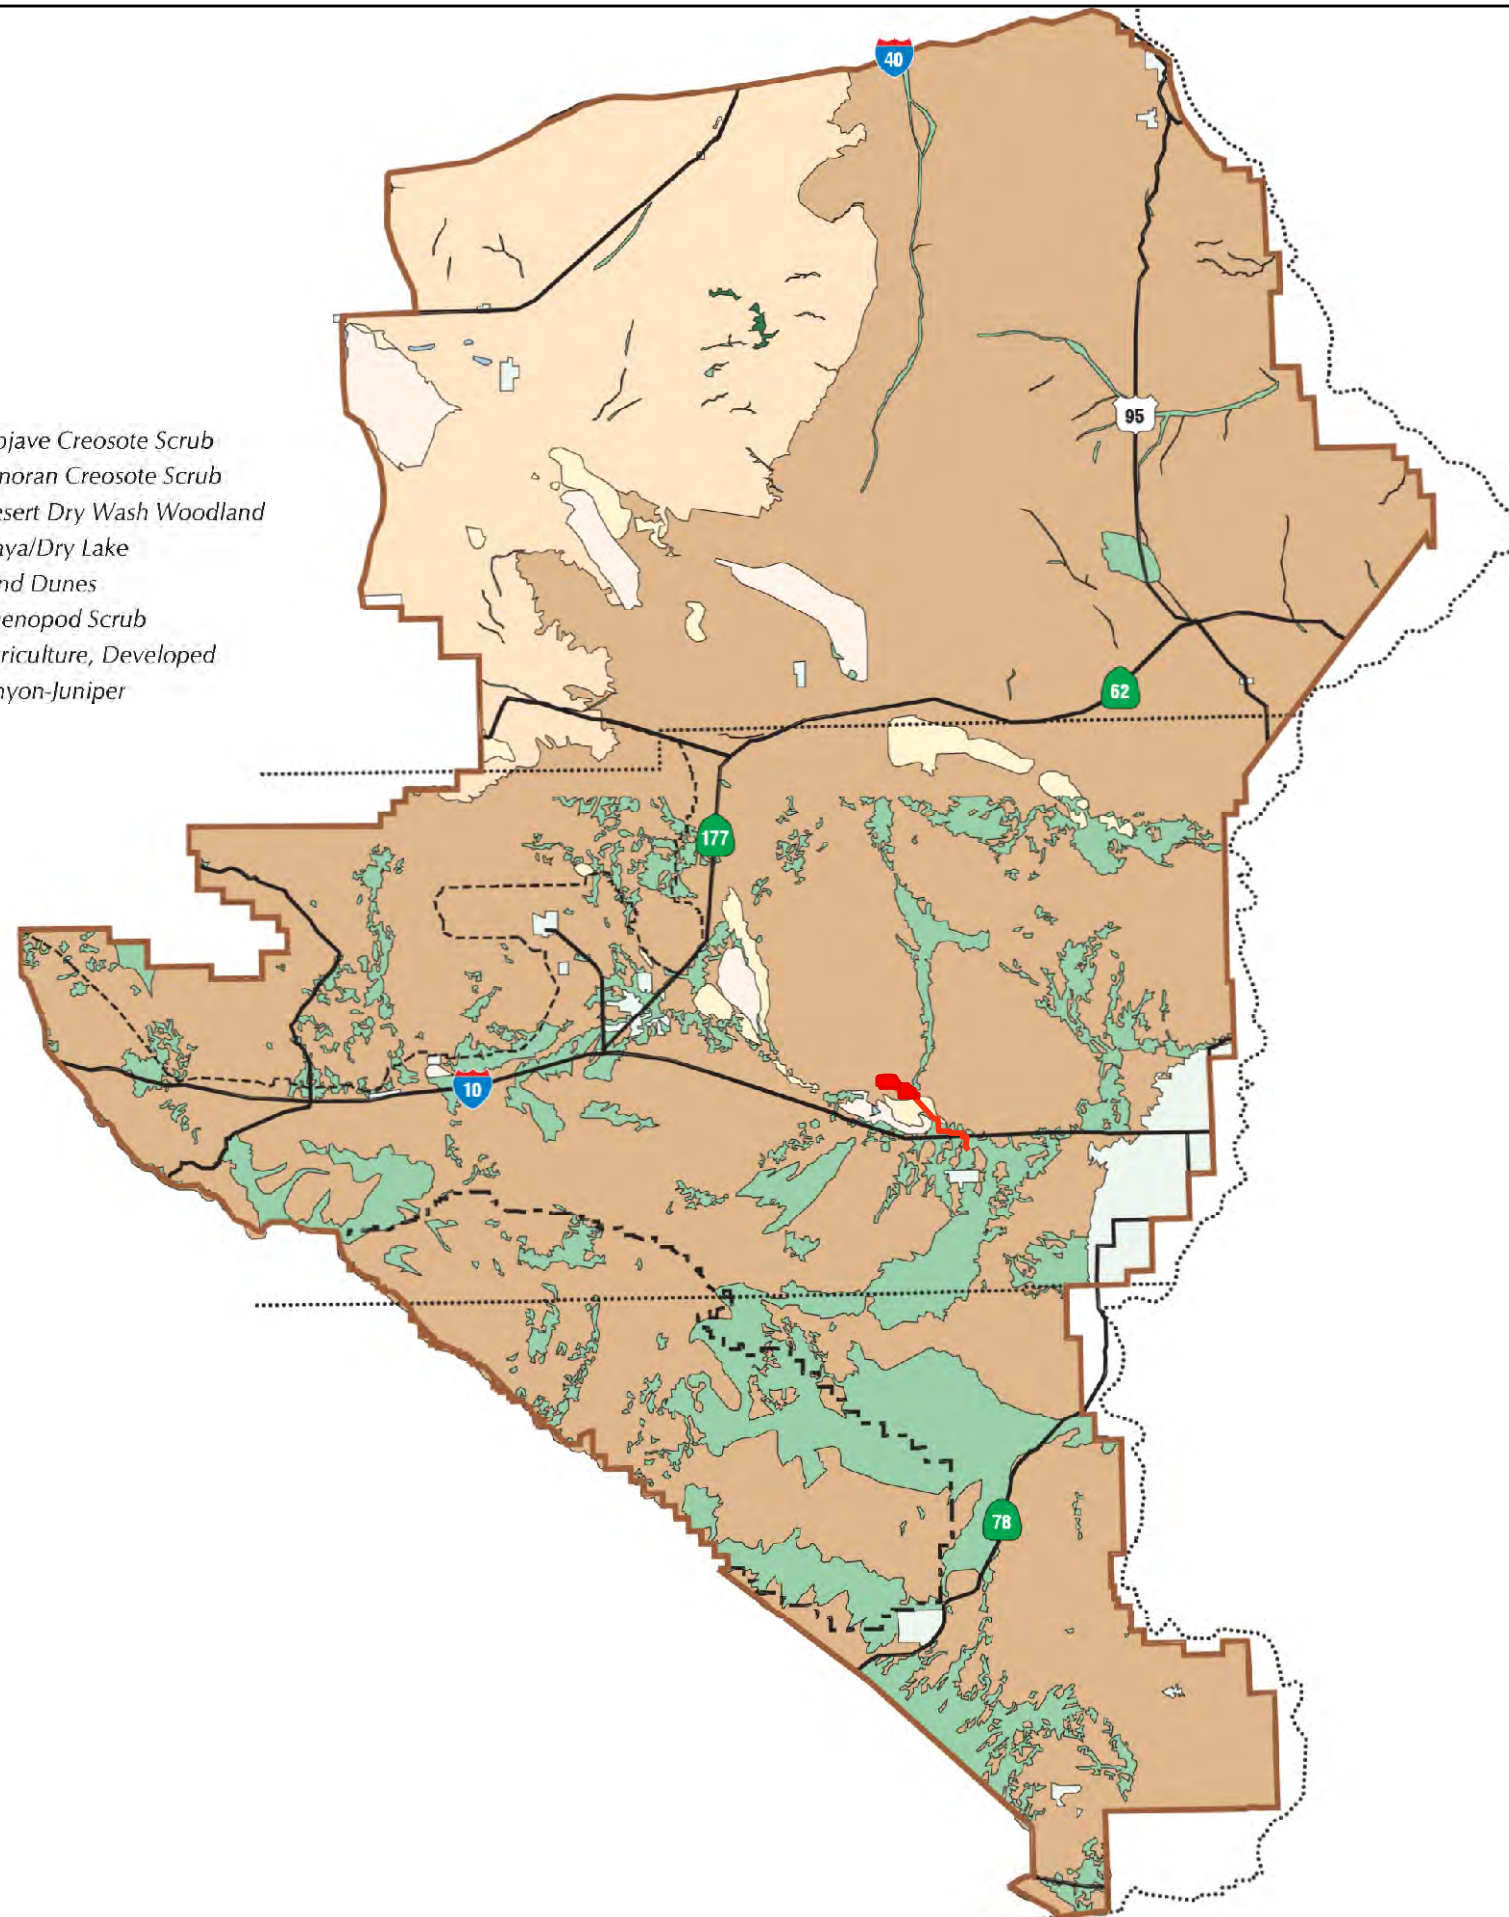 40
ojave Creosote Scrub
noran Creosote Scrub
esert Dry Wash Woodland
aya/Dry Lake
nd Dunes
enopod Scrub
riculture, Developed
nyon-Juniper
95
62
177
10
78